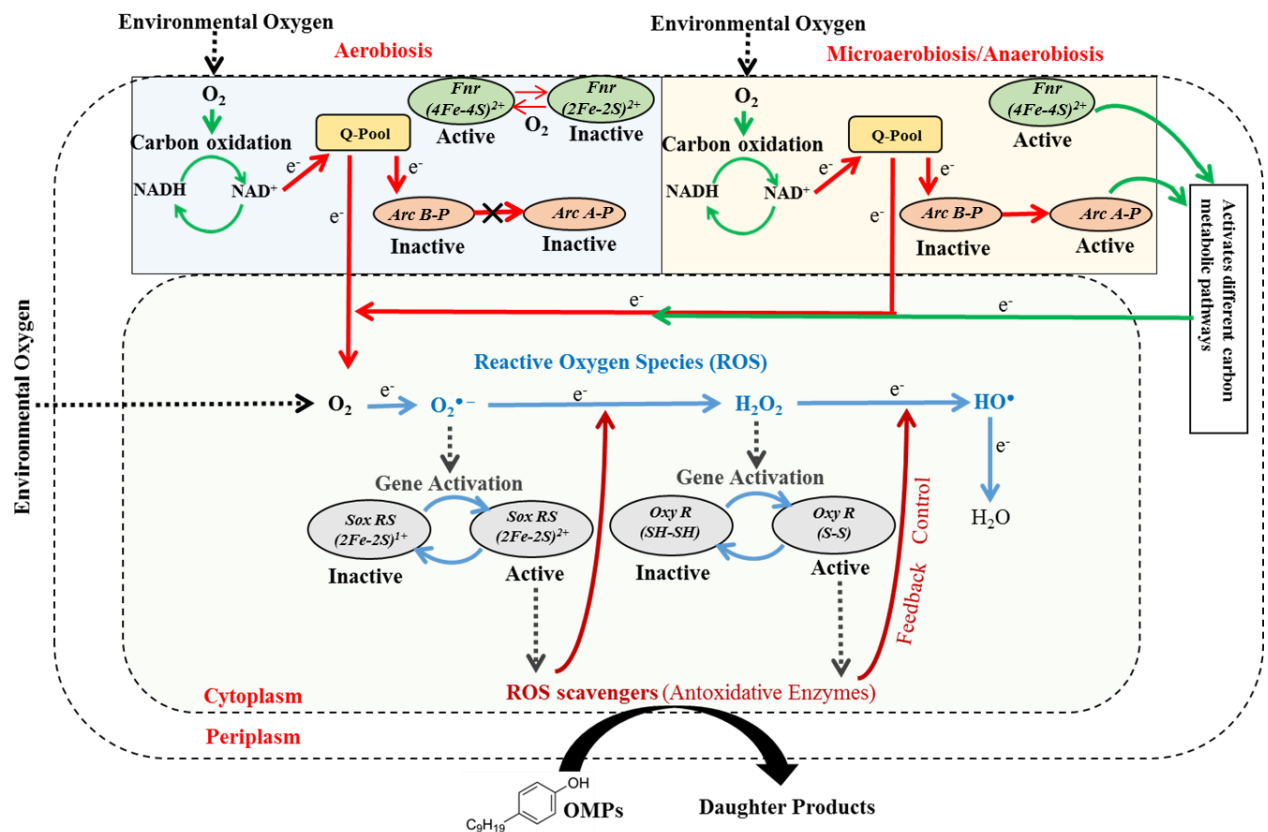 Environmental Oxygen
Environmental Oxygen
Aerobiosis
Microaerobiosis/Anaerobiosis
O2
Fnr
(4Fe-4S)2+
Fnr
(2Fe-2S)2+
O2
Active
Inactive
Carbon oxidation
Q-Pool
e-
e-
NADH
NAD+
e-
Arc B-P
Arc A-P
Inactive
Inactive
O2
Fnr
(4Fe-4S)2+
Active
Carbon oxidation
Q-Pool
e-
e-
NADH
NAD+
e-
Arc B-P
Arc A-P
Inactive
Active
Activates different carbon
metabolic pathways
e-
e-
Environmental Oxygen
Reactive Oxygen Species (ROS)
O2
e-
O2•−
e-
H2O2
e-
HO•
e-
H2O
Gene Activation
Gene Activation
Sox RS
(2Fe-2S)1+
Sox RS
(2Fe-2S)2+
Inactive
Active
Oxy R
(SH-SH)
Oxy R
(S-S)
Inactive
Active
Feedback Control
ROS scavengers (Antoxidative Enzymes)
Cytoplasm
Periplasm
OH
C9H19
OMPs
Daughter Products